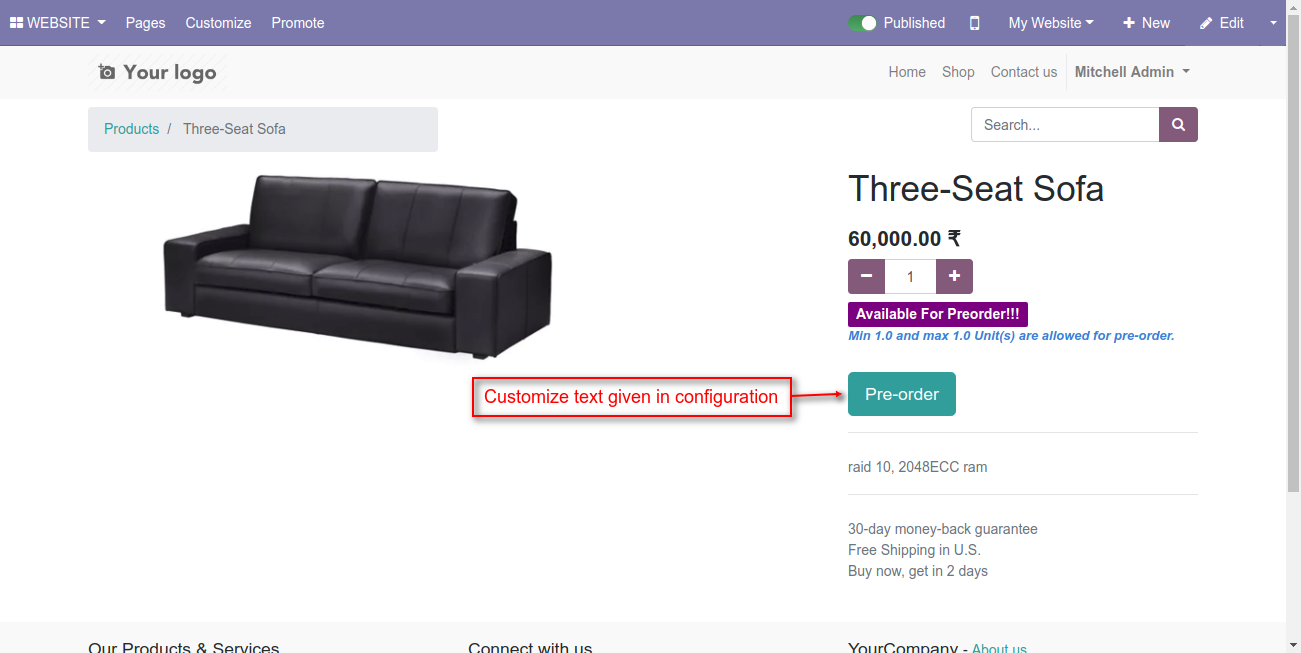 WEBSITE Pages Customize Promote Published My Website New Edit
Your logo Home Shop Contact us Mitchell Admin
Products / Three-Seat Sofa
Search...
Three-Seat Sofa
60,000.00 ₹
1
Available For Preorder!!!
Min 1.0 and max 1.0 Unit(s) are allowed for pre-order.
Customize text given in configuration
Pre-order
raid 10, 2048ECC ram
30-day money-back guarantee
Free Shipping in U.S.
Buy now, get in 2 days
Our Products & Services Connect with us YourCompany - About us